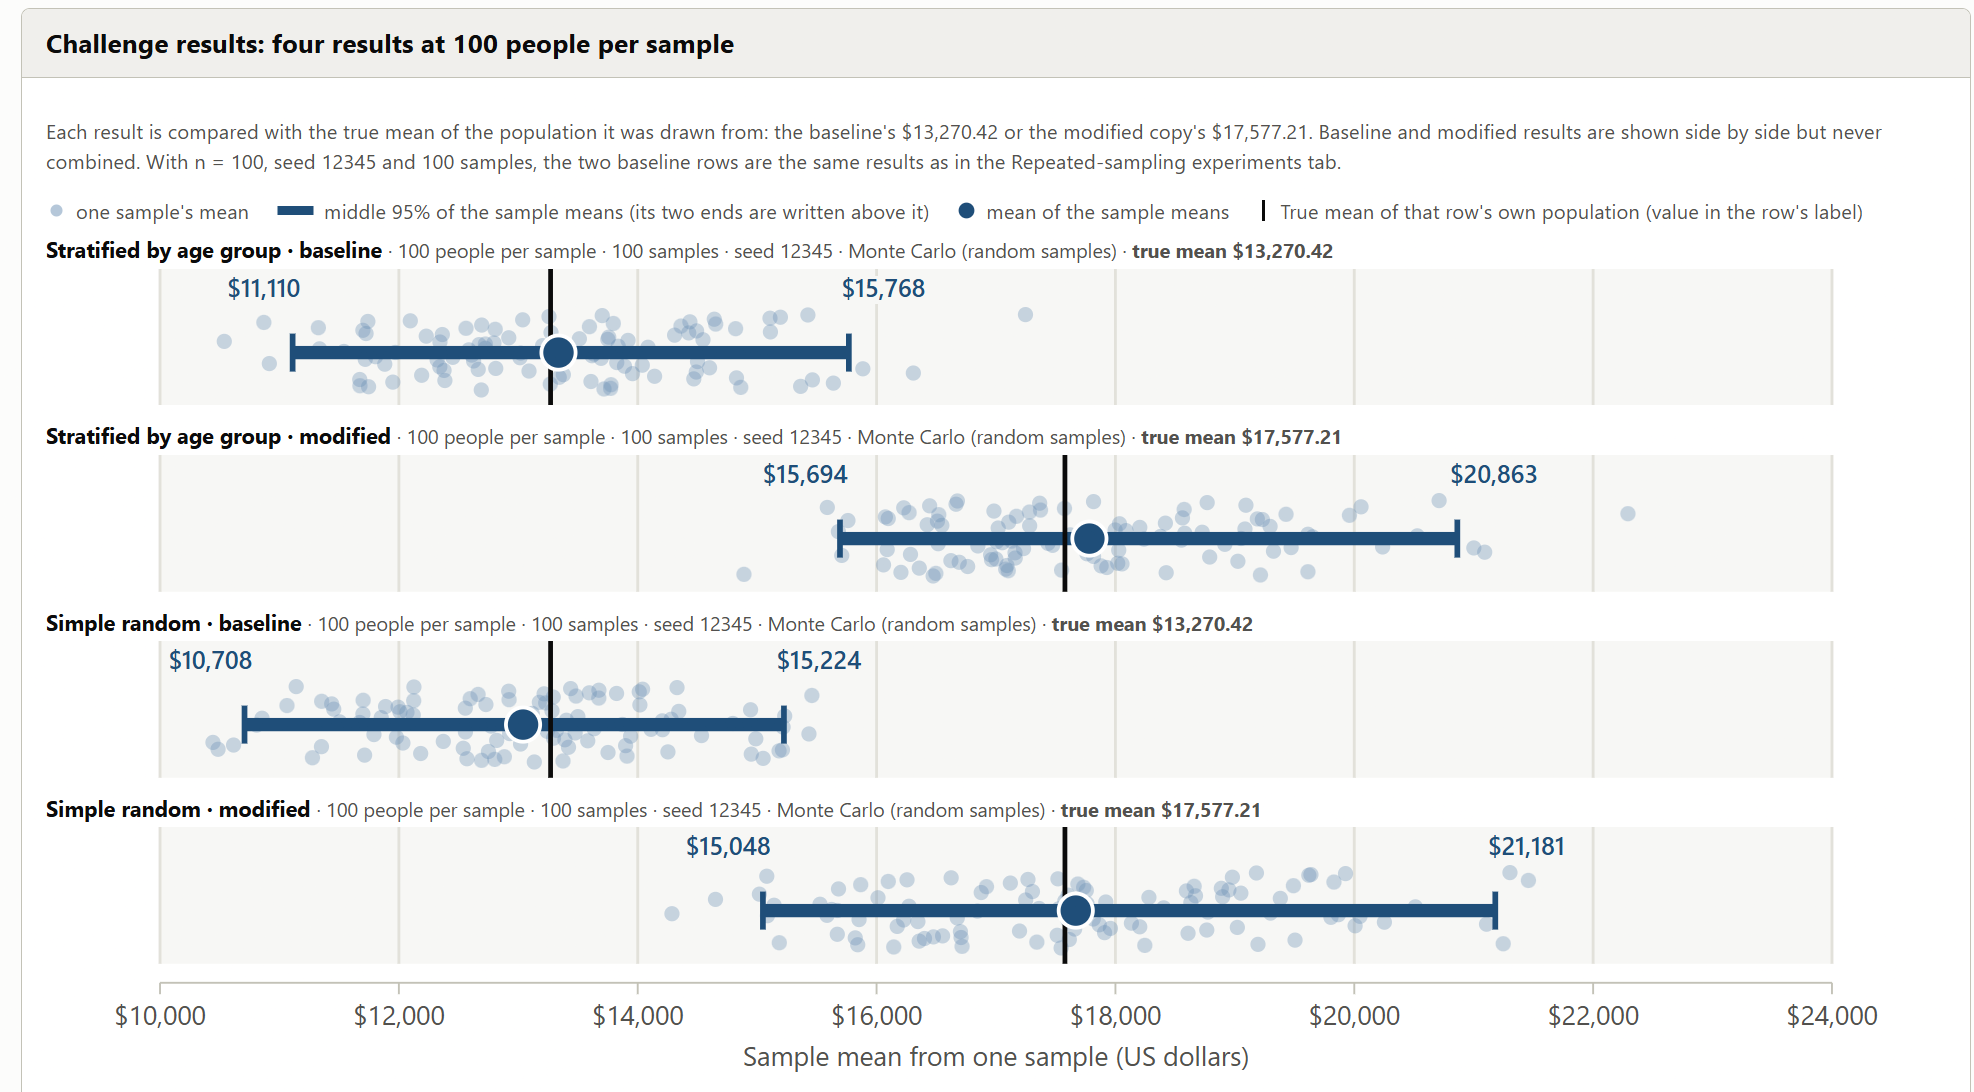 Challenge results: four results at 100 people per sample
Each result is compared with the true mean of the population it was drawn from: the baseline's $13,270.42 or the modified copy's $17,577.21. Baseline and modified results are shown side by side but never
combined. With n = 100, seed 12345 and 100 samples, the two baseline rows are the same results as in the Repeated-sampling experiments tab.
one sample's mean middle 95% of the sample means (its two ends are written above it) mean of the sample means True mean of that row's own population (value in the row's label)
Stratified by age group · baseline · 100 people per sample · 100 samples · seed 12345 · Monte Carlo (random samples) · true mean $13,270.42
$11,110 $15,768
Stratified by age group · modified · 100 people per sample · 100 samples · seed 12345 · Monte Carlo (random samples) · true mean $17,577.21
$15,694 $20,863
Simple random · baseline · 100 people per sample · 100 samples · seed 12345 · Monte Carlo (random samples) · true mean $13,270.42
$10,708 $15,224
Simple random · modified · 100 people per sample · 100 samples · seed 12345 · Monte Carlo (random samples) · true mean $17,577.21
$15,048 $21,181
$10,000 $12,000 $14,000 $16,000 $18,000 $20,000 $22,000 $24,000
Sample mean from one sample (US dollars)